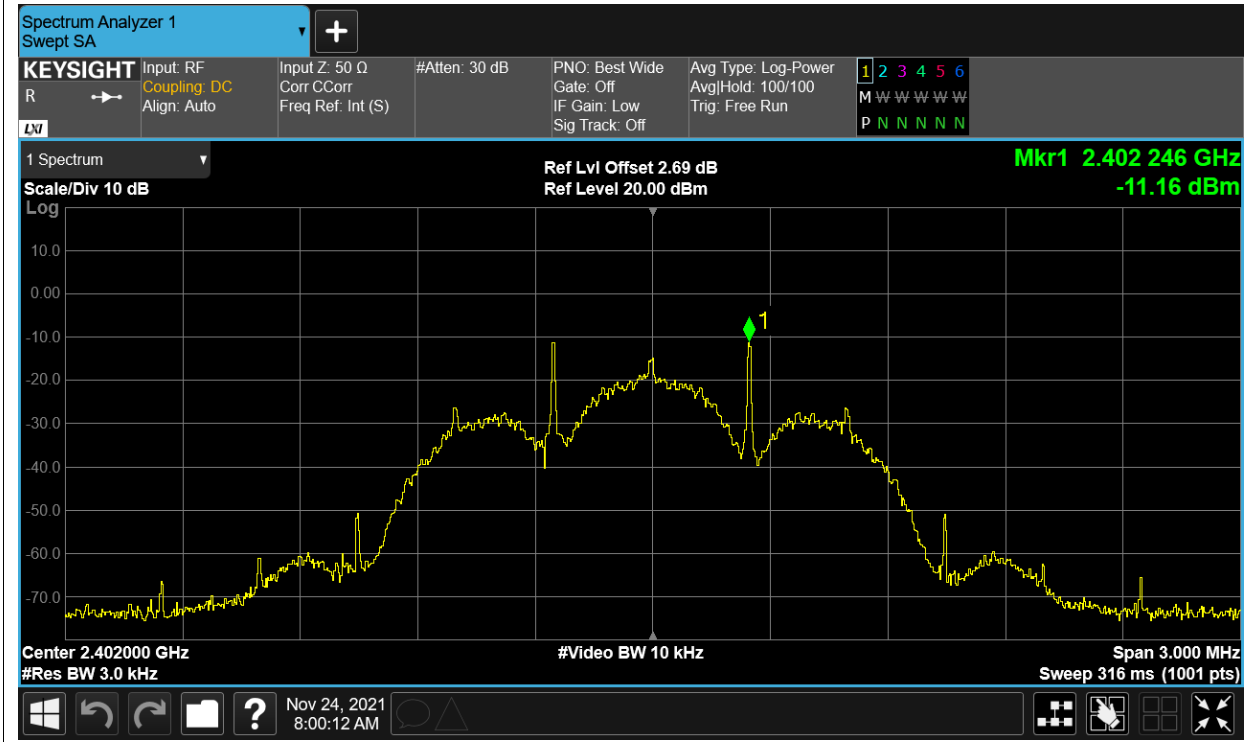 Spectrum Analyzer 1
Swept SA
+
KEYSIGHT Input: RF Input Z: 50 Ω #Atten: 30 dB PNO: Best Wide Avg Type: Log-Power 1 2 3 4 5 6
R Coupling: DC Corr CCorr Gate: Off Avg|Hold: 100/100 M W W W W W W
Align: Auto Freq Ref: Int (S) IF Gain: Low Trig: Free Run
LXI Sig Track: Off P N N N N N N
1 Spectrum Ref Lvl Offset 2.69 dB Mkr1 2.402 246 GHz
Scale/Div 10 dB Ref Level 20.00 dBm -11.16 dBm
Log
10.0
0.00
1
-10.0
-20.0
-30.0
-40.0
-50.0
-60.0
-70.0
Center 2.402000 GHz #Video BW 10 kHz Span 3.000 MHz
#Res BW 3.0 kHz Sweep 316 ms (1001 pts)
? Nov 24, 2021
8:00:12 AM